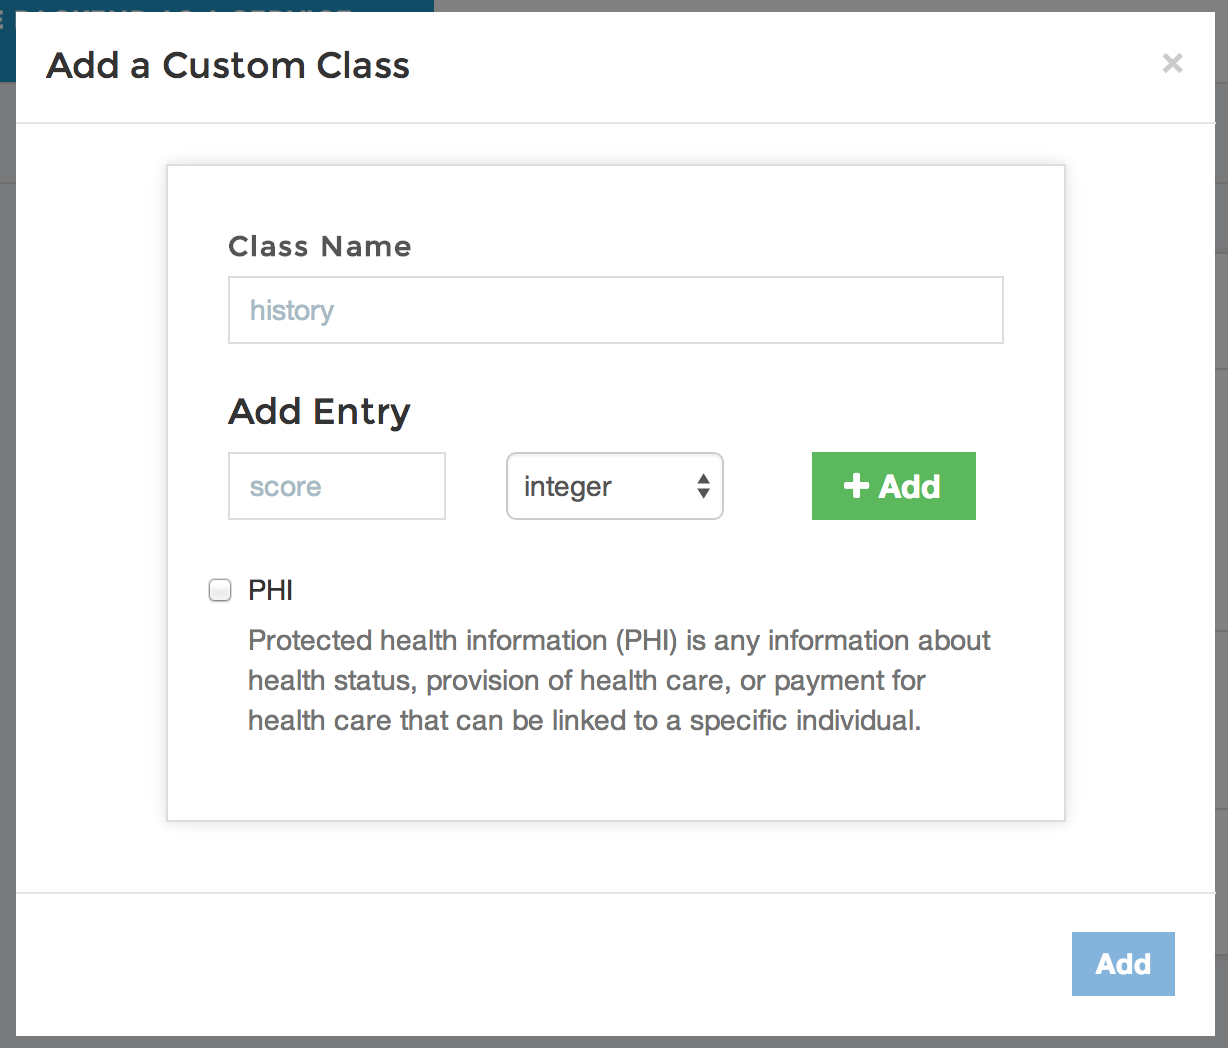 Add a Custom Class
×
Class Name
history
Add Entry
score
integer
+ Add
PHI
Protected health information (PHI) is any information about
health status, provision of health care, or payment for
health care that can be linked to a specific individual.
Add